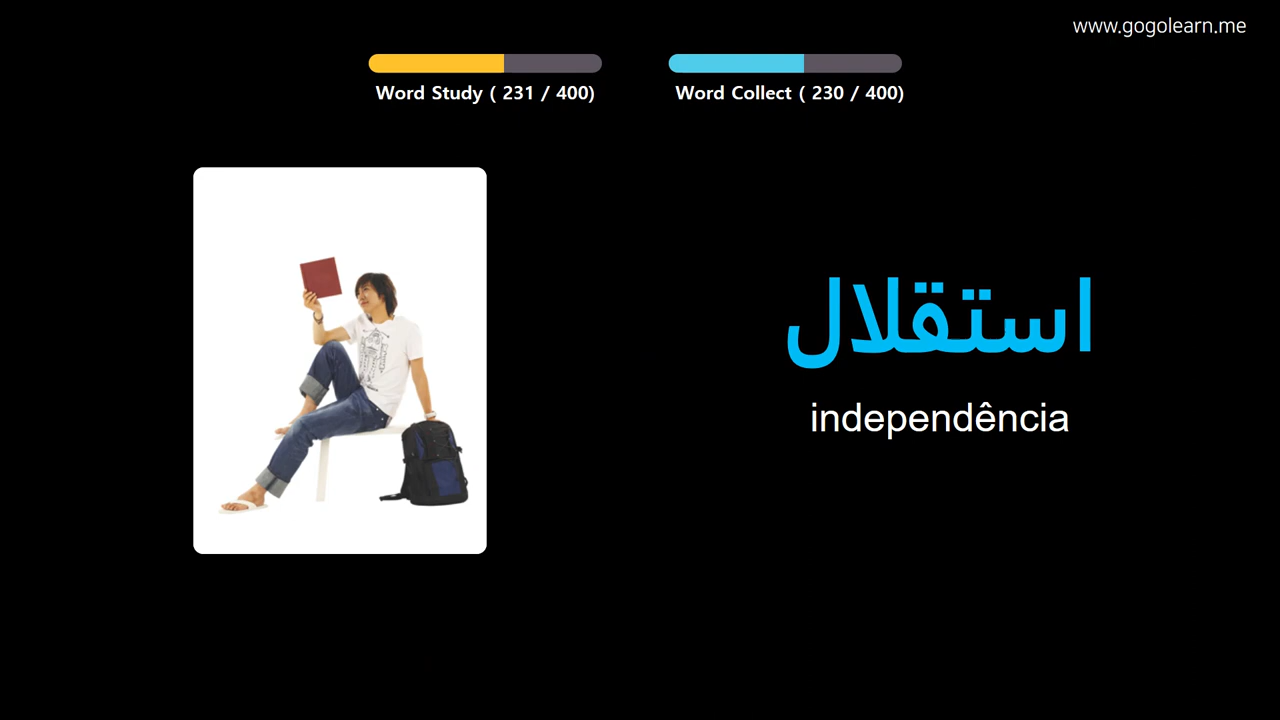 www.gogolearn.me
Word Study ( 231 / 400)
Word Collect ( 230 / 400)
استقلال
independência